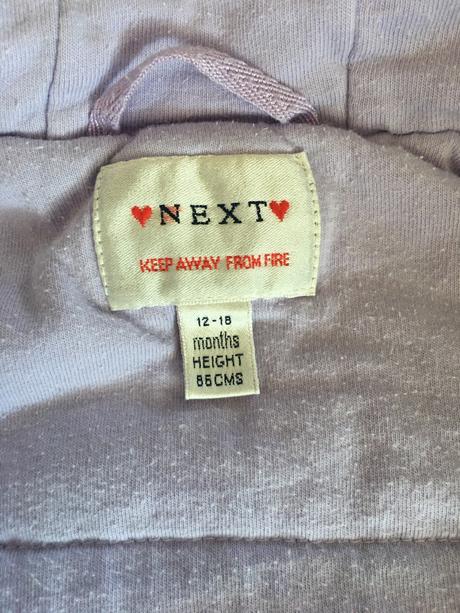 NEXT
KEEP AWAY FROM FIRE
12-18
months
HEIGHT
86CMS